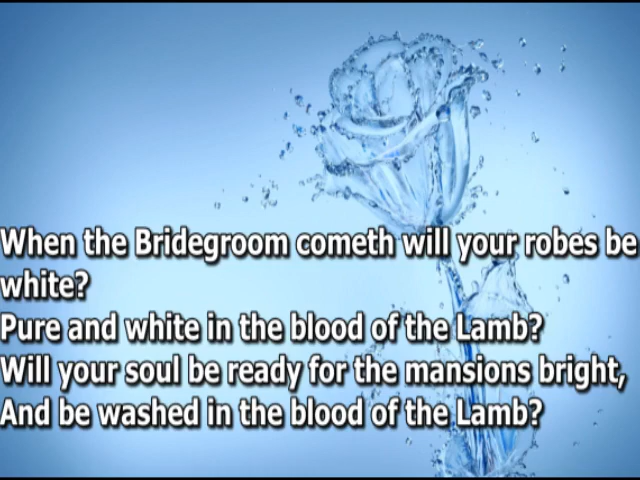 When the Bridegroom cometh will your robes be
white?
Pure and white in the blood of the Lamb?
Will your soul be ready for the mansions bright,
And be washed in the blood of the Lamb?